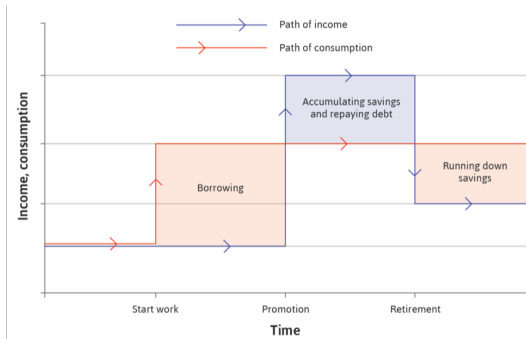 Path of income
Path of consumption
Income, consumption
Accumulating savings
and repaying debt
Borrowing
Running down
savings
Start work
Promotion
Retirement
Time